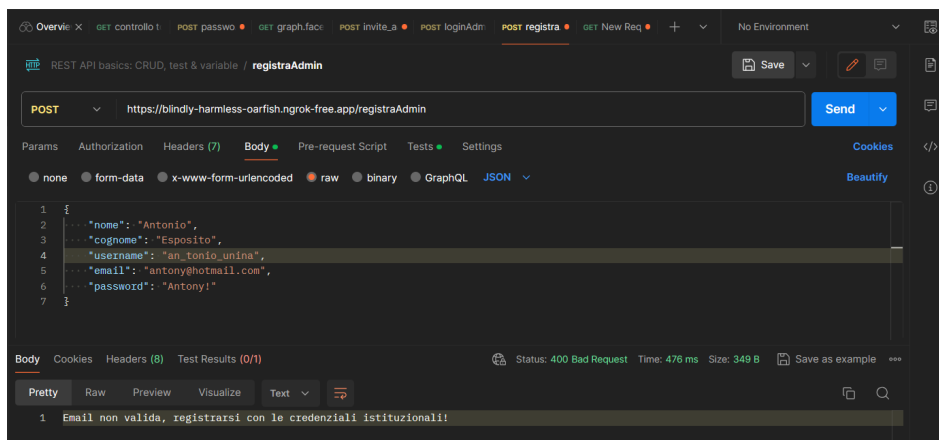 Overvie GET controllo t POST passwo GET graph.face POST invite_a POST loginAdm POST registra GET New Req No Environment
HTTP REST API basics: CRUD, test & variable / registraAdmin Save
POST https://blindly-harmless-oarfish.ngrok-free.app/registraAdmin Send
Params Authorization Headers (7) Body Pre-request Script Tests Settings Cookies
none form-data x-www-form-urlencoded raw binary GraphQL JSON Beautify
1 {
2 "nome": "Antonio",
3 "cognome": "Esposito",
4 "username": "an_tonio_unina",
5 "email": "antony@hotmail.com",
6 "password": "Antony!"
7 }
Body Cookies Headers (8) Test Results (0/1) Status: 400 Bad Request Time: 476 ms Size: 349 B Save as example
Pretty Raw Preview Visualize Text
1 Email non valida, registrarsi con le credenziali istituzionali!